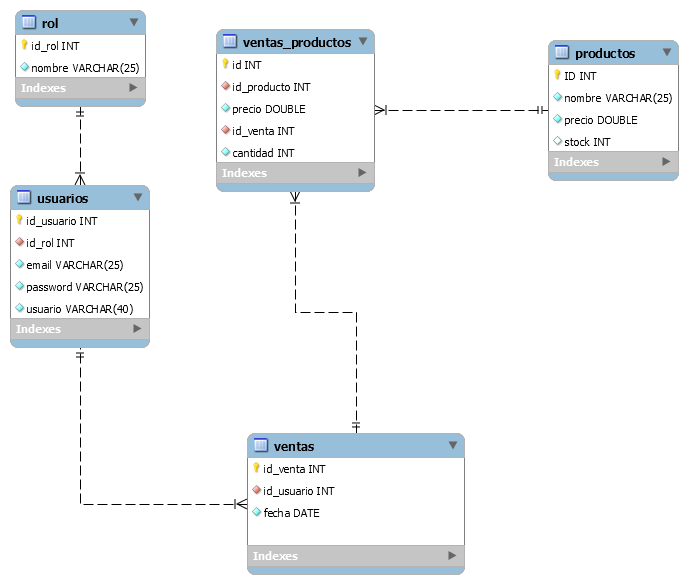 rol
id_rol INT
nombre VARCHAR(25)
Indexes
usuarios
id_usuario INT
id_rol INT
email VARCHAR(25)
password VARCHAR(25)
usuario VARCHAR(40)
Indexes
ventas_productos
id INT
id_producto INT
precio DOUBLE
id_venta INT
cantidad INT
Indexes
productos
ID INT
nombre VARCHAR(25)
precio DOUBLE
stock INT
Indexes
ventas
id_venta INT
id_usuario INT
fecha DATE
Indexes